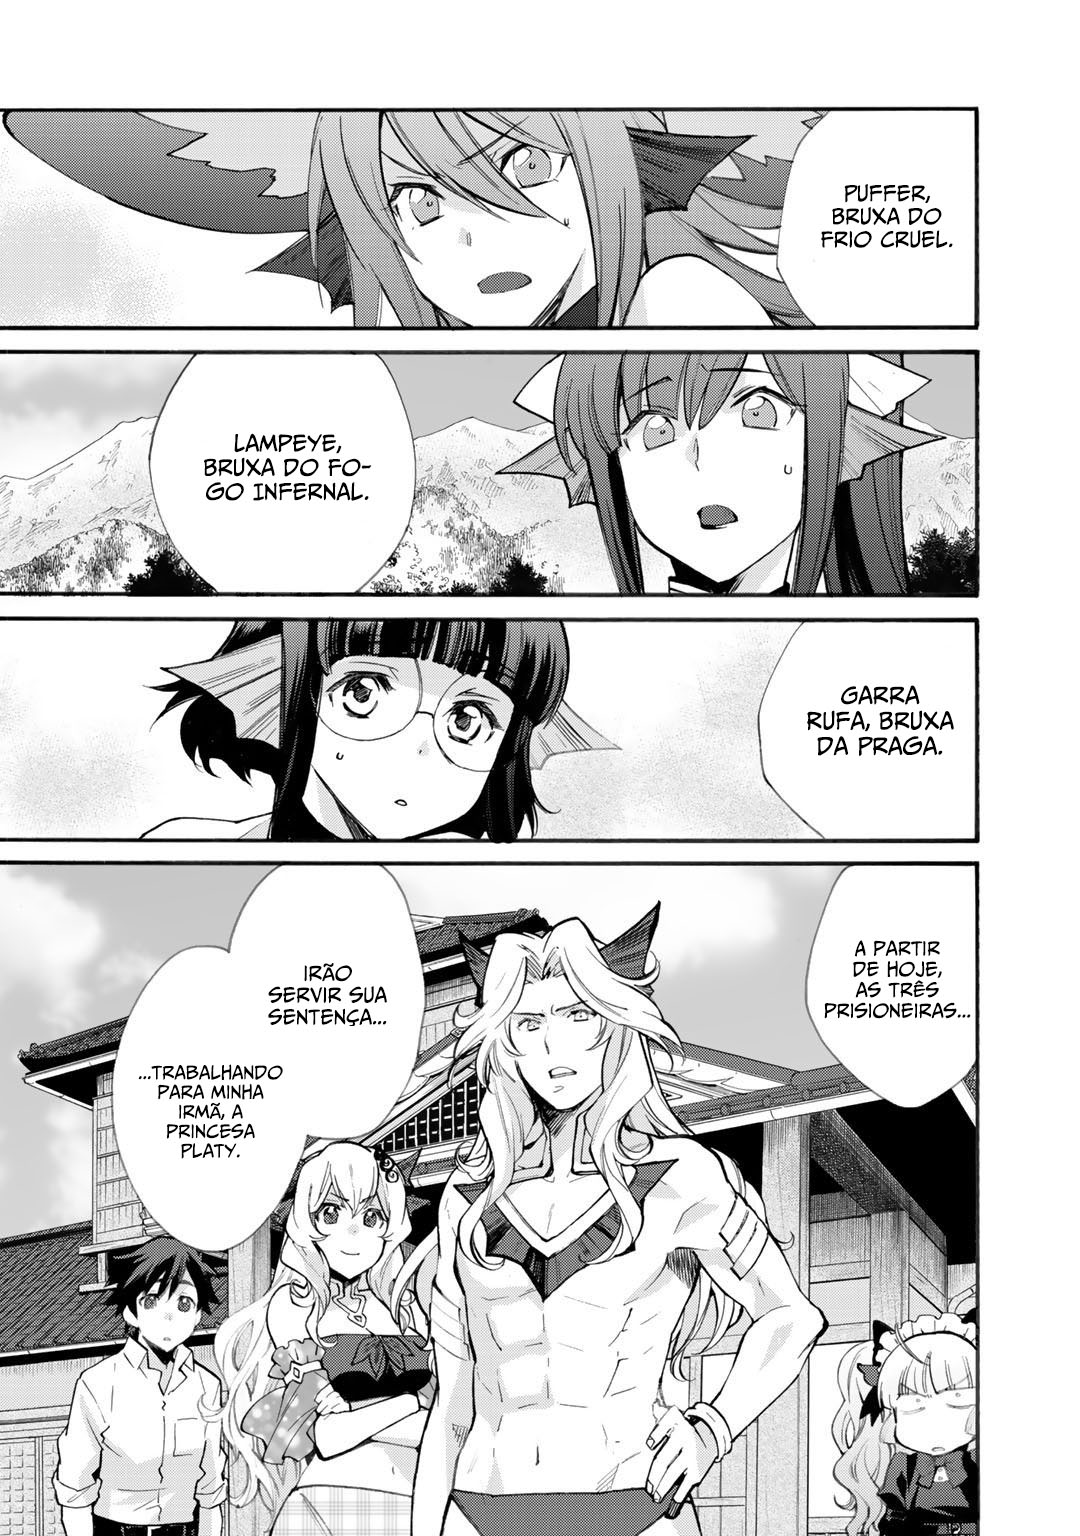 PUFFER,
BRUXA DO
FRIO CRUEL.
LAMPEYE,
BRUXA DO FO-
GO INFERNAL.
GARRA
RUFA, BRUXA
DA PRAGA.
A PARTIR
DE HOJE,
AS TRÊS
PRISIONEIRAS...
IRÃO
SERVIR SUA
SENTENÇA...
...TRABALHANDO
PARA MINHA
IRMÃ, A
PRINCESA
PLATY.